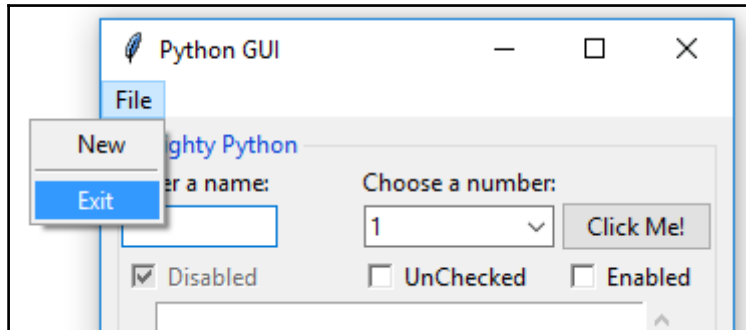 Python GUI
File
New
ghty Python
er a name:
Choose a number:
Exit
1
Click Me!
Disabled
UnChecked
Enabled